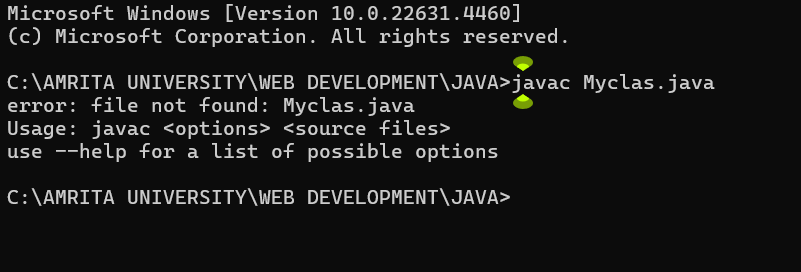 Microsoft Windows [Version 10.0.22631.4460]
(c) Microsoft Corporation. All rights reserved.
C:\AMRITA UNIVERSITY\WEB DEVELOPMENT\JAVA>javac Myclas.java
error: file not found: Myclas.java
Usage: javac <options> <source files>
use --help for a list of possible options
C:\AMRITA UNIVERSITY\WEB DEVELOPMENT\JAVA>